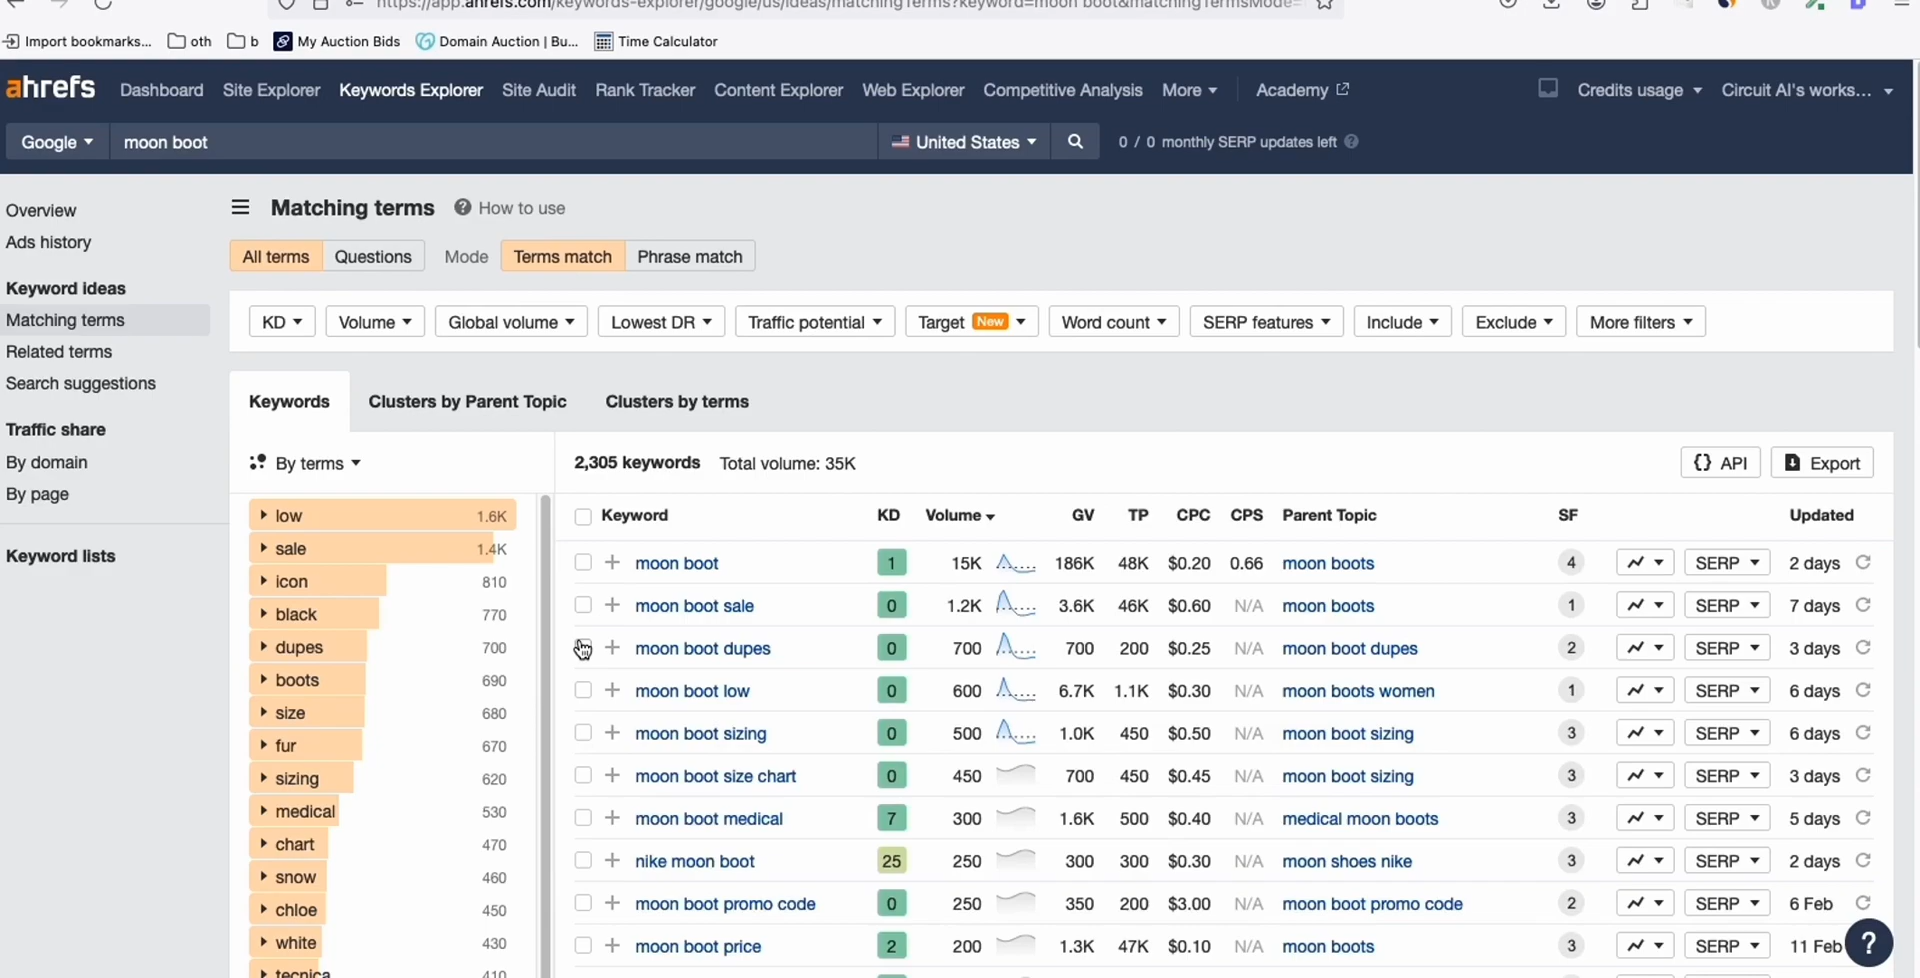 https://app.ahrefs.com/keywords-explorer/google/us/ideas/matchingTerms?keyword=moon boot&matchingTermsMode=
Import bookmarks... oth b My Auction Bids Domain Auction | Bu... Time Calculator
ahrefs Dashboard Site Explorer Keywords Explorer Site Audit Rank Tracker Content Explorer Web Explorer Competitive Analysis More Academy Credits usage Circuit AI's works...
Google moon boot United States 0 / 0 monthly SERP updates left ?
Overview
Ads history
Keyword ideas
Matching terms
Related terms
Search suggestions
Traffic share
By domain
By page
Keyword lists
Matching terms ? How to use
All terms Questions Mode Terms match Phrase match
KD Volume Global volume Lowest DR Traffic potential Target New Word count SERP features Include Exclude More filters
Keywords Clusters by Parent Topic Clusters by terms
By terms
low 1.6K
sale 1.4K
icon 810
black 770
dupes 700
boots 690
size 680
fur 670
sizing 620
medical 530
chart 470
snow 460
chloe 450
white 430
tecnica 410
2,305 keywords Total volume: 35K {} API Export
Keyword KD Volume GV TP CPC CPS Parent Topic SF Updated
moon boot 1 15K 186K 48K $0.20 0.66 moon boots 4 SERP 2 days
moon boot sale 0 1.2K 3.6K 46K $0.60 N/A moon boots 1 SERP 7 days
moon boot dupes 0 700 700 200 $0.25 N/A moon boot dupes 2 SERP 3 days
moon boot low 0 600 6.7K 1.1K $0.30 N/A moon boots women 1 SERP 6 days
moon boot sizing 0 500 1.0K 450 $0.50 N/A moon boot sizing 3 SERP 6 days
moon boot size chart 0 450 700 450 $0.45 N/A moon boot sizing 3 SERP 3 days
moon boot medical 7 300 1.6K 500 $0.40 N/A medical moon boots 3 SERP 5 days
nike moon boot 25 250 300 300 $0.30 N/A moon shoes nike 3 SERP 2 days
moon boot promo code 0 250 350 200 $3.00 N/A moon boot promo code 2 SERP 6 Feb
moon boot price 2 200 1.3K 47K $0.10 N/A moon boots 3 SERP 11 Feb
?